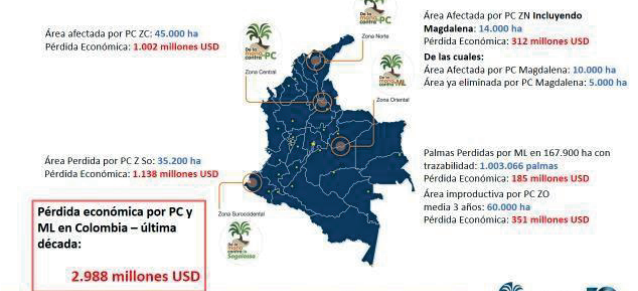 Área afectada por PC ZC: 45.000 ha
Pérdida Económica: 1.002 millones USD
Área Afectada por PC ZN Incluyendo
Magdalena: 14.000 ha
Pérdida Económica: 312 millones USD
De las cuales:
Área Afectada por PC Magdalena: 10.000 ha
Área ya eliminada por PC Magdalena: 5.000 ha
Zona Norte
Zona Central
Zona Oriental
Área Perdida por PC Z So: 35.200 ha
Pérdida Económica: 1.138 millones USD
Palmas Perdidas por ML en 167.900 ha con
trazabilidad: 1.003.066 palmas
Pérdida Económica: 185 millones USD
Área improductiva por PC ZO
media 3 años: 60.000 ha
Pérdida Económica: 351 millones USD
Zona Suroccidental
Pérdida económica por PC y
ML en Colombia – última
década:
2.988 millones USD